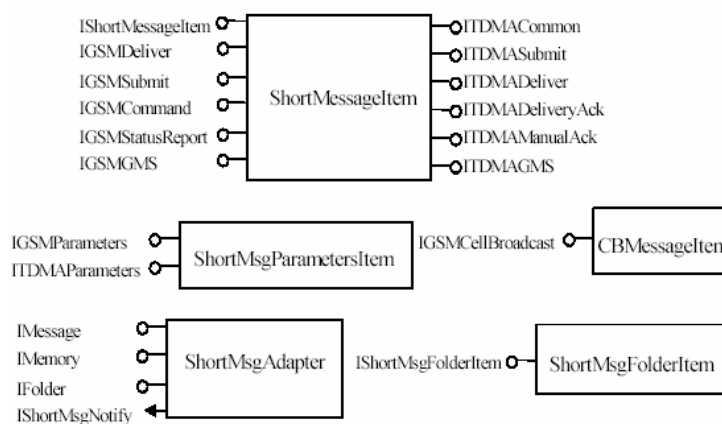 IShortMessageItem
IGSMDeliver
IGSMSubmit
IGSMCommand
IGSMStatusReport
IGSMGMS
ShortMessageItem
ITDMACommon
ITDMASubmit
ITDMADeliver
ITDMADeliveryAck
ITDMAManualAck
ITDMAGMS
IGSMParameters
ITDMAParameters
ShortMsgParametersItem
IGSMCellBroadcast
CBMessageItem
IMessage
IMemory
IFolder
IShortMsgNotify
ShortMsgAdapter
IShortMsgFolderItem
ShortMsgFolderItem